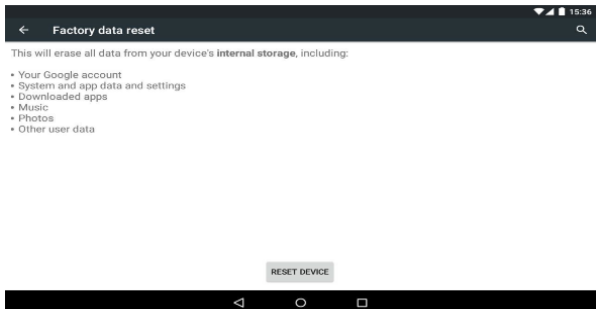 15:36
Factory data reset
This will erase all data from your device's internal storage, including:
• Your Google account
• System and app data and settings
• Downloaded apps
• Music
• Photos
• Other user data
RESET DEVICE